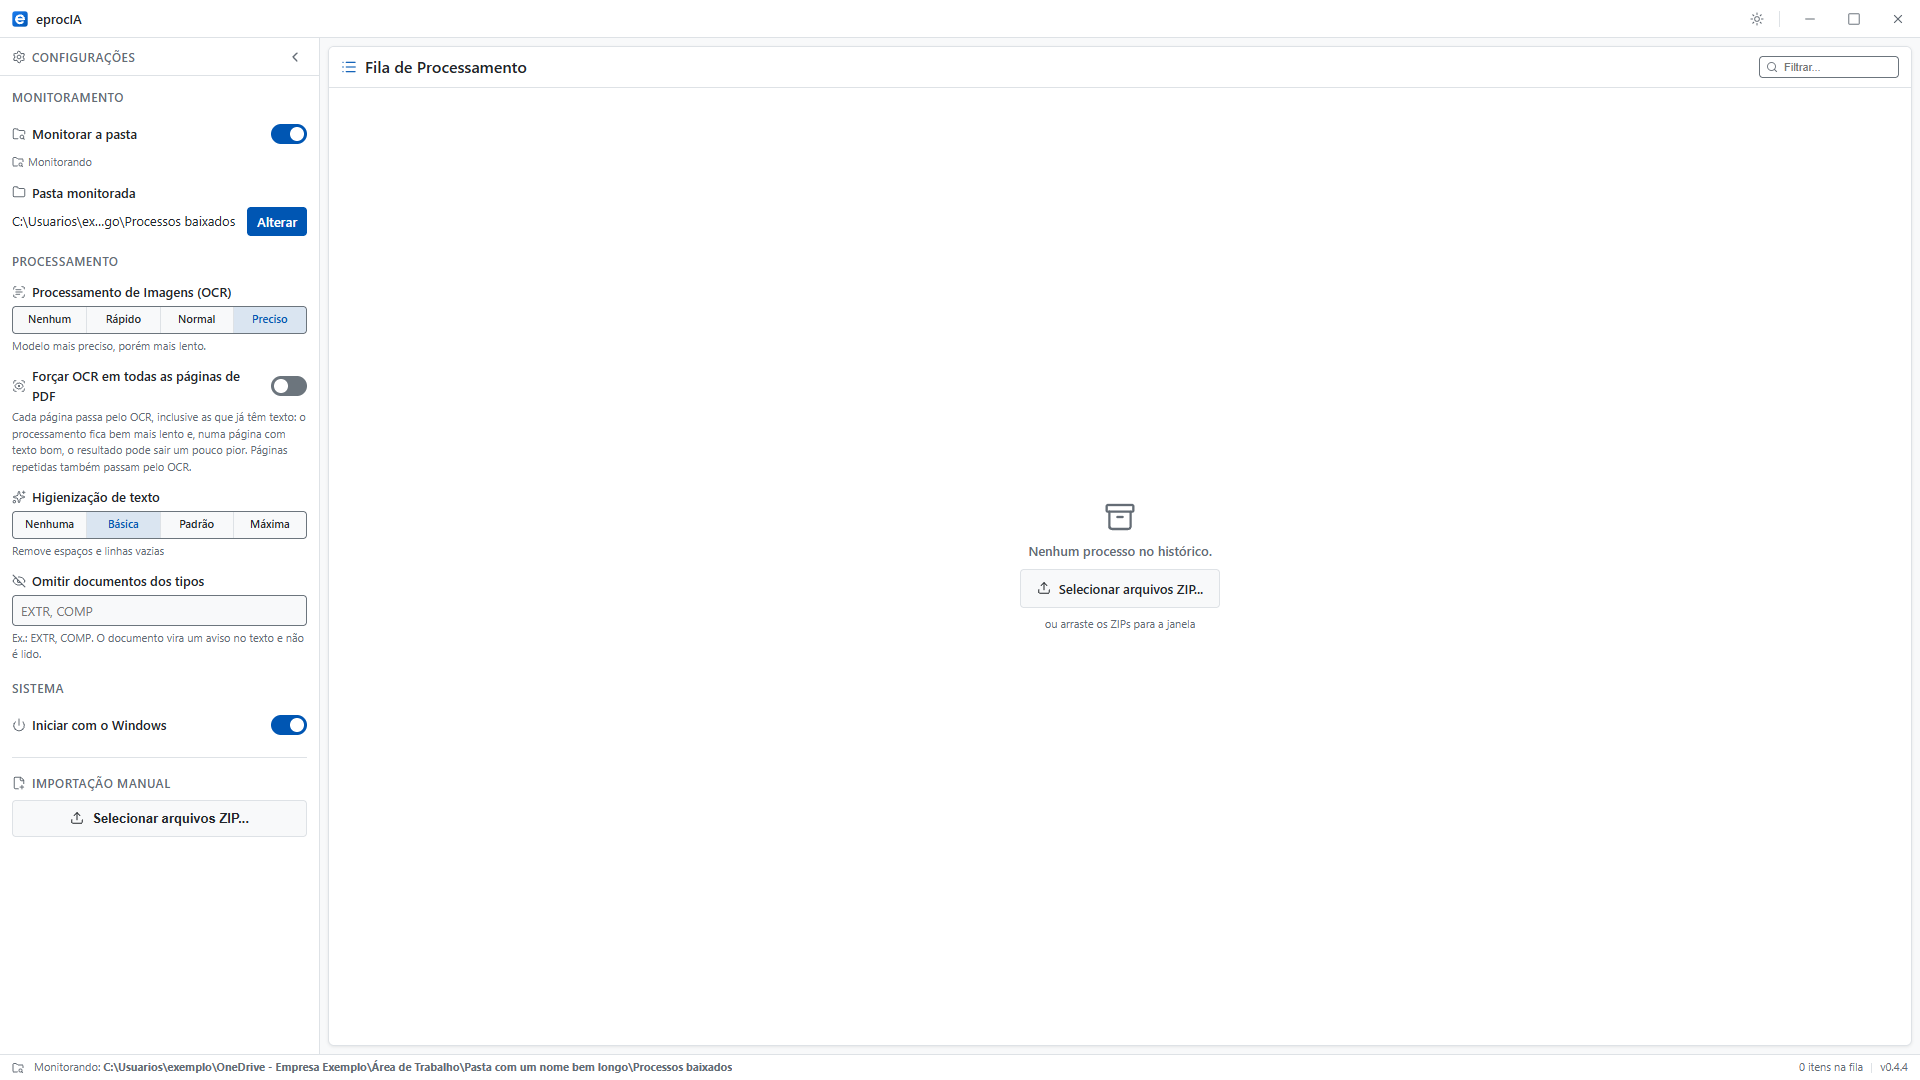 eprocIA
CONFIGURAÇÕES
MONITORAMENTO
Monitorar a pasta
Monitorando
Pasta monitorada
C:\Usuarios\ex...go\Processos baixados
Alterar
PROCESSAMENTO
Processamento de Imagens (OCR)
Nenhum Rápido Normal Preciso
Modelo mais preciso, porém mais lento.
Forçar OCR em todas as páginas de
PDF
Cada página passa pelo OCR, inclusive as que já têm texto: o
processamento fica bem mais lento e, numa página com
texto bom, o resultado pode sair um pouco pior. Páginas
repetidas também passam pelo OCR.
Higienização de texto
Nenhuma Básica Padrão Máxima
Remove espaços e linhas vazias
Omitir documentos dos tipos
EXTR, COMP
Ex.: EXTR, COMP. O documento vira um aviso no texto e não
é lido.
SISTEMA
Iniciar com o Windows
IMPORTAÇÃO MANUAL
Selecionar arquivos ZIP...
Fila de Processamento
Filtrar...
Nenhum processo no histórico.
Selecionar arquivos ZIP...
ou arraste os ZIPs para a janela
Monitorando: C:\Usuarios\exemplo\OneDrive - Empresa Exemplo\Área de Trabalho\Pasta com um nome bem longo\Processos baixados
0 itens na fila
v0.4.4